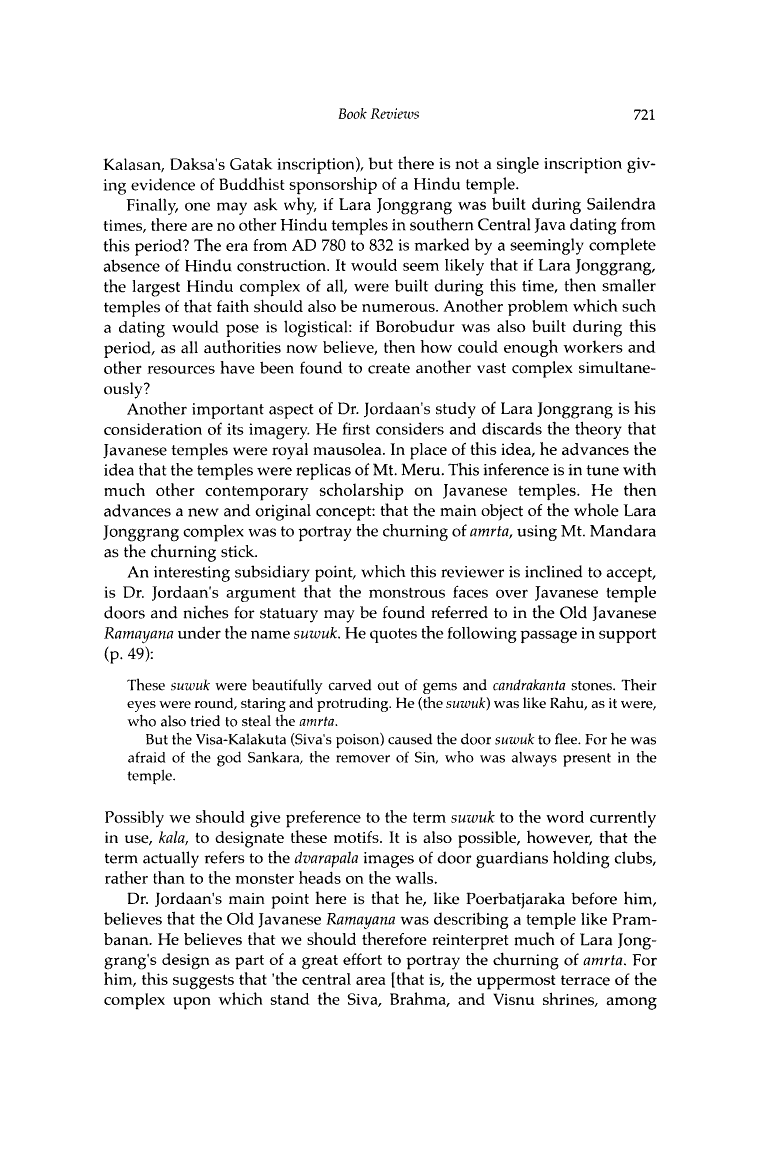 Book Reviews 721
Kalasan, Daksa's Gatak inscription), but there is not a single inscription giv-
ing evidence of Buddhist sponsorship of a Hindu temple.
Finally, one may ask why, if Lara Jonggrang was built during Sailendra
times, there are no other Hindu temples in southern Central Java dating from
this period? The era from AD 780 to 832 is marked by a seemingly complete
absence of Hindu construction. It would seem likely that if Lara Jonggrang,
the largest Hindu complex of all, were built during this time, then smaller
temples of that faith should also be numerous. Another problem which such
a dating would pose is logistical: if Borobudur was also built during this
period, as all authorities now believe, then how could enough workers and
other resources have been found to create another vast complex simultane-
ously?
Another important aspect of Dr. Jordaan's study of Lara Jonggrang is his
consideration of its imagery. He first considers and discards the theory that
Javanese temples were royal mausolea. In place of this idea, he advances the
idea that the temples were replicas of Mt. Meru. This inference is in tune with
much other contemporary scholarship on Javanese temples. He then
advances a new and original concept: that the main object of the whole Lara
Jonggrang complex was to portray the churning of amrta, using Mt. Mandara
as the churning stick.
An interesting subsidiary point, which this reviewer is inclined to accept,
is Dr. Jordaan's argument that the monstrous faces over Javanese temple
doors and niches for statuary may be found referred to in the Old Javanese
Ramayana under the name suwuk. He quotes the following passage in support
(p. 49):
These suwuk were beautifully carved out of gems and candrakanta stones. Their
eyes were round, staring and protruding. He (the suwuk) was like Rahu, as it were,
who also tried to steal the amrta.
But the Visa-Kalakuta (Siva's poison) caused the door suwuk to flee. For he was
afraid of the god Sankara, the remover of Sin, who was always present in the
temple.
Possibly we should give preference to the term suwuk to the word currently
in use, kala, to designate these motifs. It is also possible, however, that the
term actually refers to the dvarapala images of door guardians holding clubs,
rather than to the monster heads on the walls.
Dr. Jordaan's main point here is that he, like Poerbatjaraka before him,
believes that the Old Javanese Ramayana was describing a temple like Pram-
banan. He believes that we should therefore reinterpret much of Lara Jong-
grang's design as part of a great effort to portray the churning of amrta. For
him, this suggests that 'the central area [that is, the uppermost terrace of the
complex upon which stand the Siva, Brahma, and Visnu shrines, among